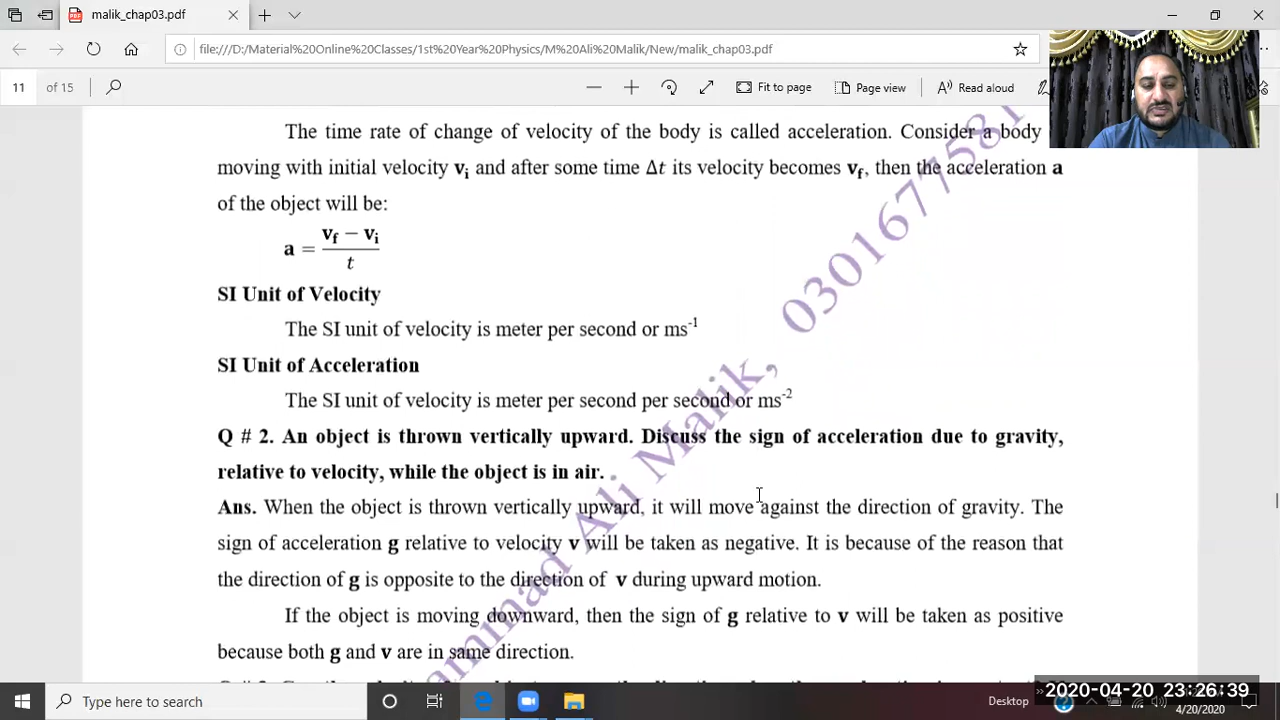 malik_chap03.pdf
malik_chap03.pdf
file:///D:/Material%20Online%20Classes/1st%20Year%20Physics/M%20Ali%20Malik/New/malik_chap03.pdf
11 of 15 Fit to page Page view Read aloud
The time rate of change of velocity of the body is called acceleration. Consider a body
moving with initial velocity vi and after some time Δt its velocity becomes vf, then the acceleration a
of the object will be:
a = vf − vi / t
SI Unit of Velocity
The SI unit of velocity is meter per second or ms-1
SI Unit of Acceleration
The SI unit of velocity is meter per second per second or ms-2
Q # 2. An object is thrown vertically upward. Discuss the sign of acceleration due to gravity,
relative to velocity, while the object is in air.
Ans. When the object is thrown vertically upward, it will move against the direction of gravity. The
sign of acceleration g relative to velocity v will be taken as negative. It is because of the reason that
the direction of g is opposite to the direction of v during upward motion.
If the object is moving downward, then the sign of g relative to v will be taken as positive
because both g and v are in same direction.
ammad Ali Malik, 0301677581
Type here to search
Desktop
2020-04-20 23:26:39
4/20/2020